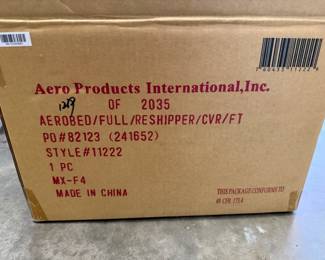 Aero Products International,Inc.
OF 2035
AEROBED/FULL/RESHIPPER/CVR/FT
PO#82123 (241652)
STYLE#11222
1 PC
MX-F4
MADE IN CHINA
THIS PACKAGE CONFORMS TO